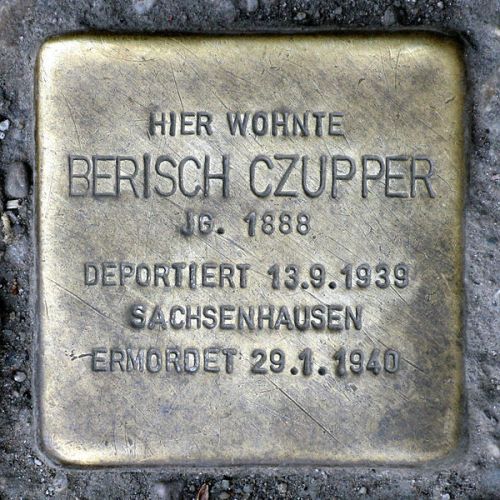 HIER WOHNTE
BERISCH CZUPPER
JG. 1888
DEPORTIERT 13.9.1939
SACHSENHAUSEN
ERMORDET 29.1.1940